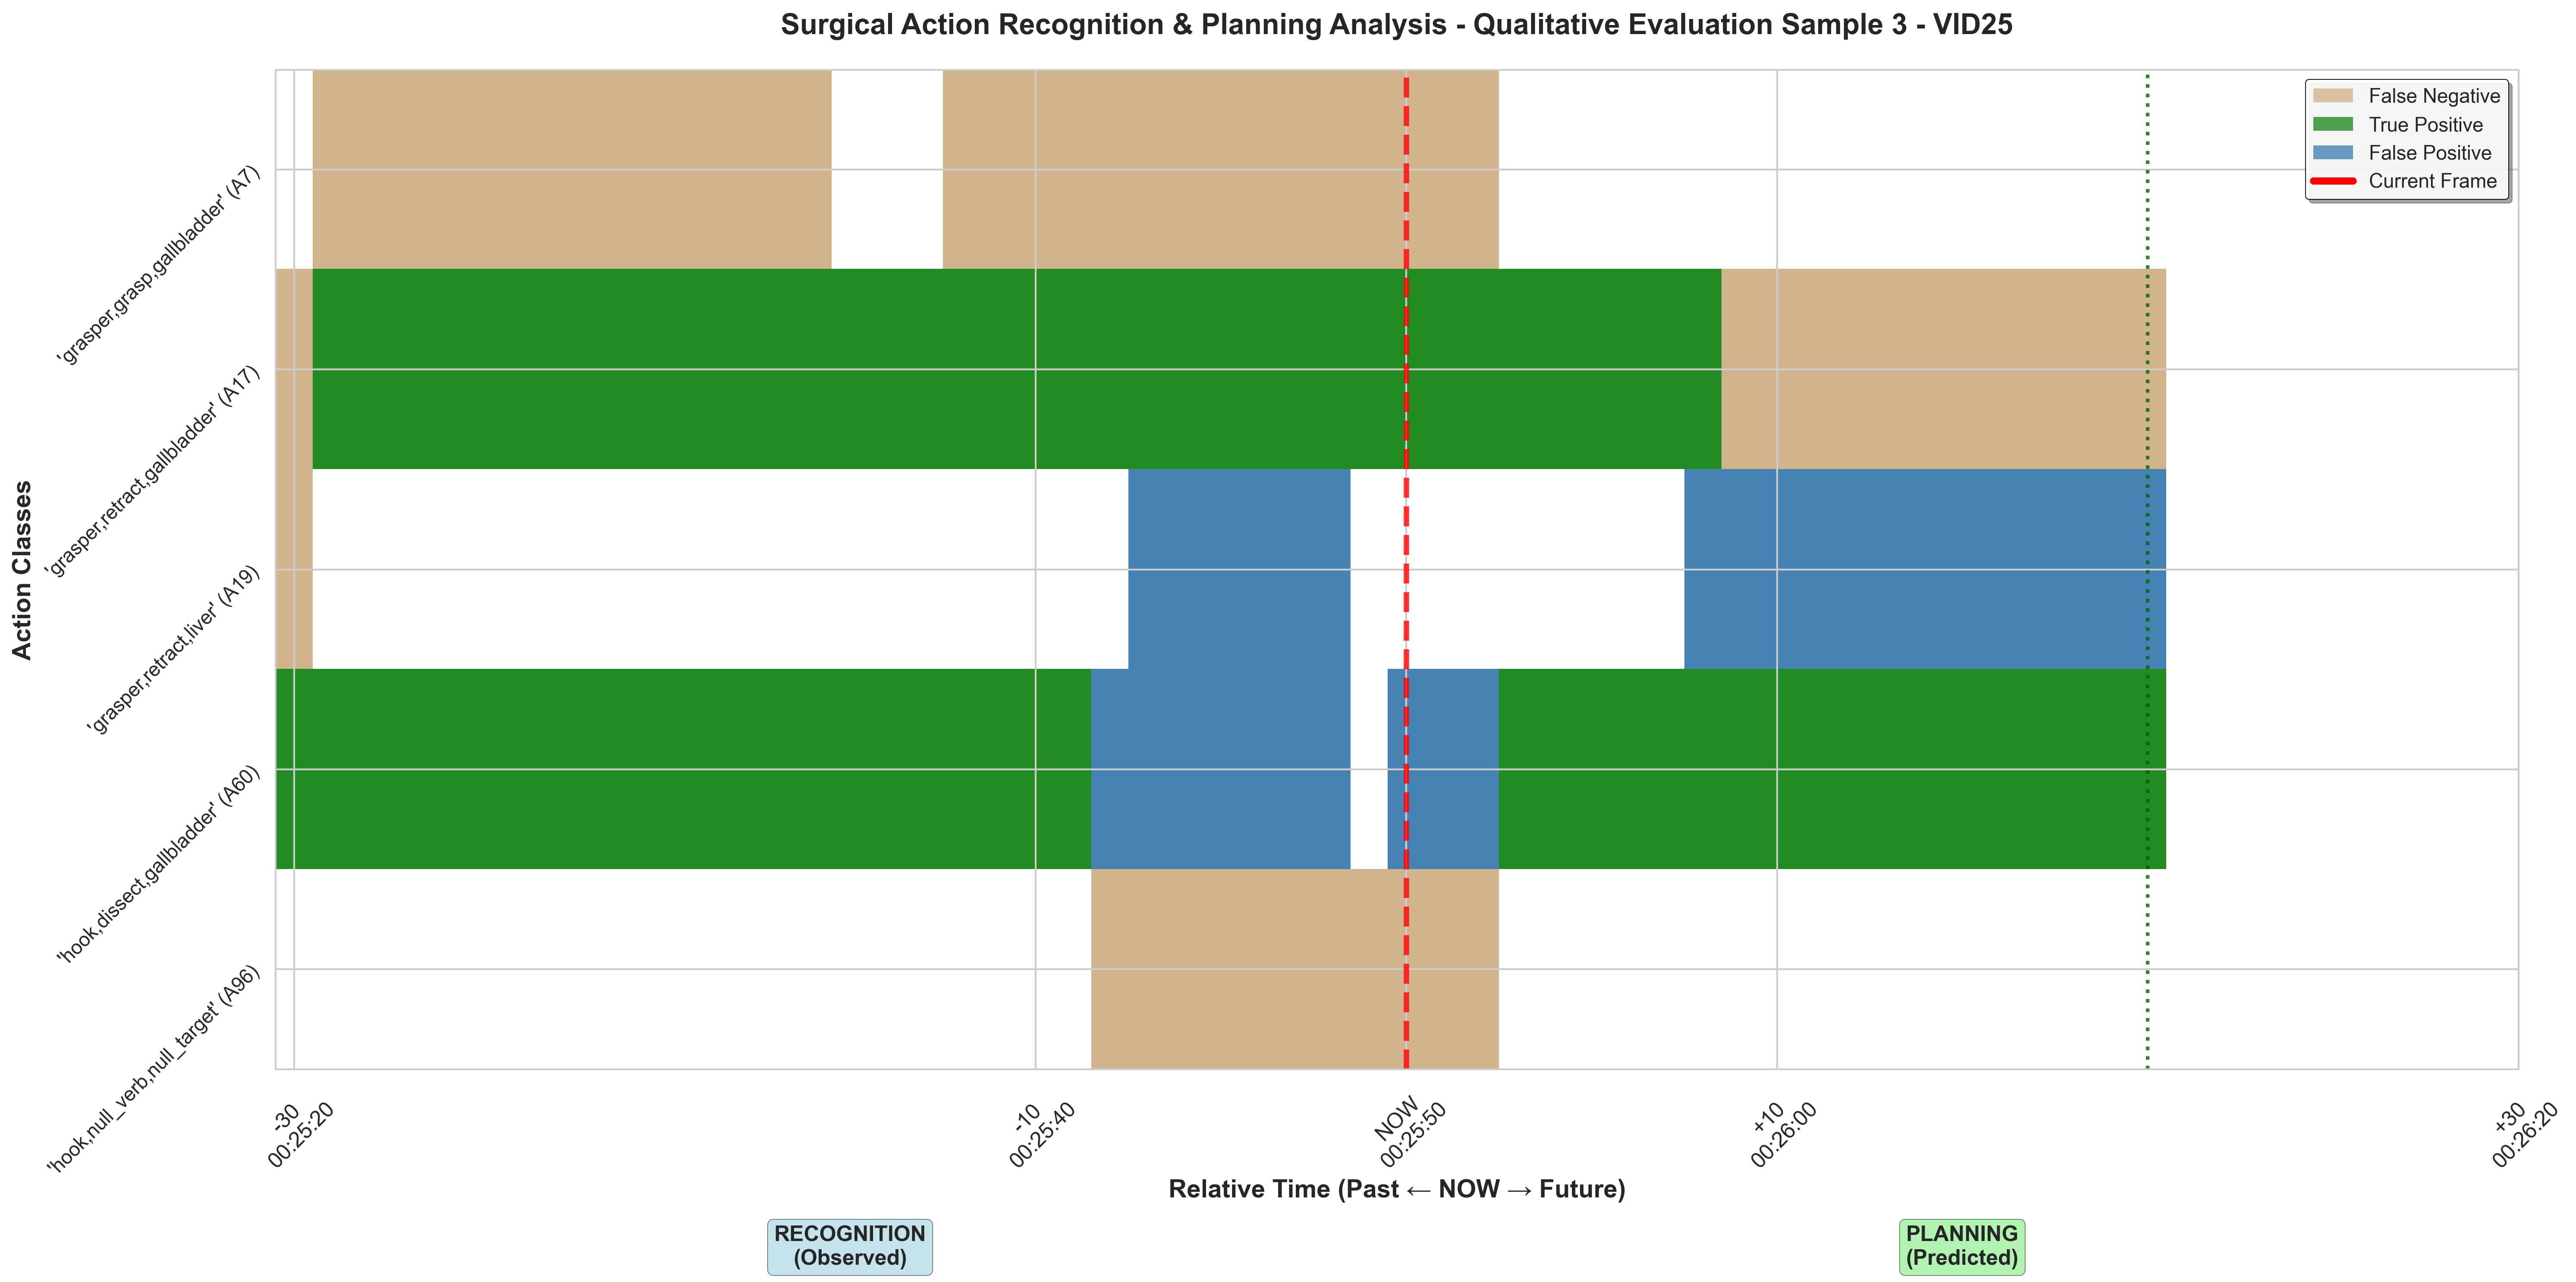 Surgical Action Recognition & Planning Analysis - Qualitative Evaluation Sample 3 - VID25
False Negative
True Positive
False Positive
Current Frame
Action Classes
'grasper,grasp,gallbladder' (A7)
'grasper,retract,gallbladder' (A17)
'grasper,retract,liver' (A19)
'hook,dissect,gallbladder' (A60)
'hook,null_verb,null_target' (A96)
-30
00:25:20
-10
00:25:40
NOW
00:25:50
+10
00:26:00
+30
00:26:20
Relative Time (Past ← NOW → Future)
RECOGNITION
(Observed)
PLANNING
(Predicted)